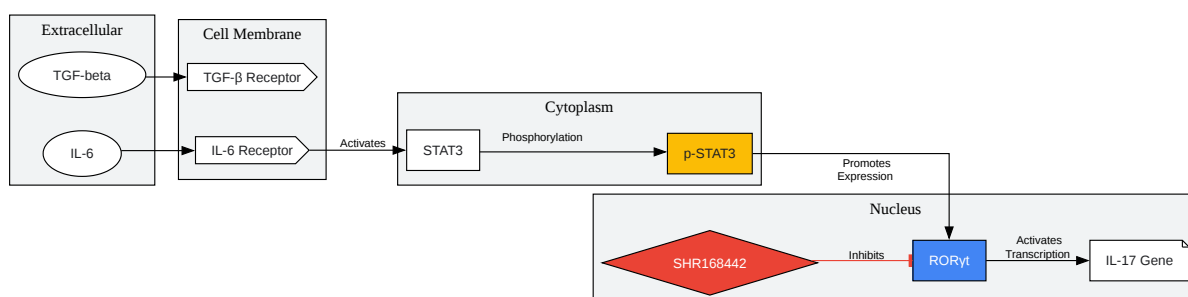 Extracellular
TGF-beta
IL-6
Cell Membrane
TGF-β Receptor
IL-6 Receptor
Activates
Cytoplasm
STAT3
Phosphorylation
p-STAT3
Promotes
Expression
Nucleus
SHR168442
Inhibits
RORγt
Activates
Transcription
IL-17 Gene